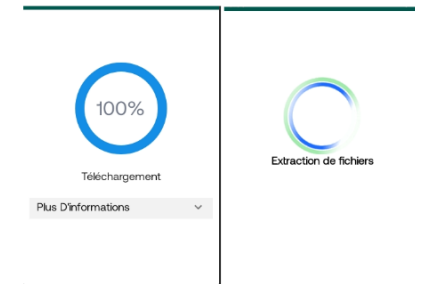 100%
Téléchargement
Plus D'informations
Extraction de fichiers